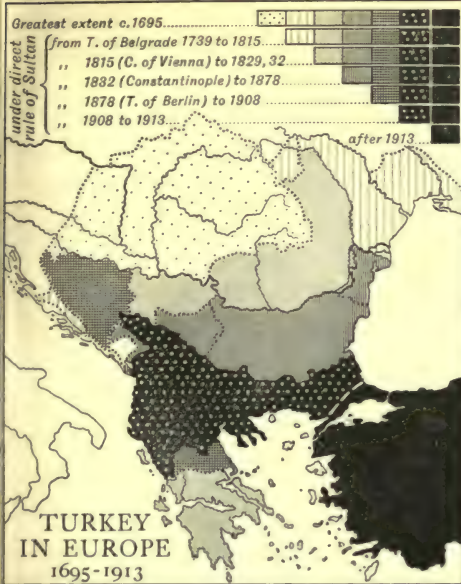 Greatest extent c.1695
under direct rule of Sultan
from T. of Belgrade 1739 to 1815
„ 1815 (C. of Vienna) to 1829, 32
„ 1832 (Constantinople) to 1878
„ 1878 (T. of Berlin) to 1908
„ 1908 to 1913
after 1913
TURKEY
IN EUROPE
1695-1913